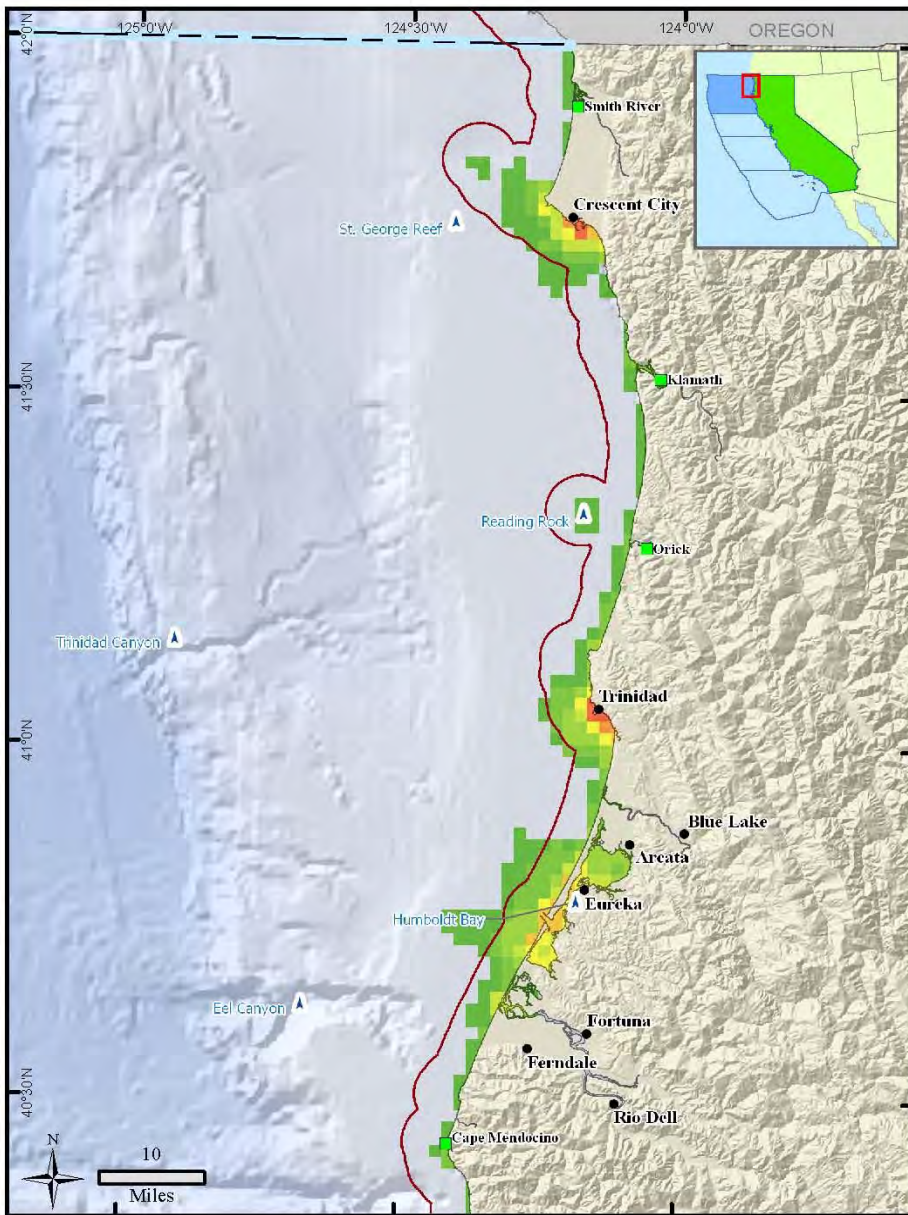 125°0'W
124°30'W
124°0'W
42°0'N
OREGON
Smith River
Crescent City
St. George Reef
41°30'N
Klamath
Reading Rock
Orick
Trinidad Canyon
Trinidad
41°0'N
Blue Lake
Arcata
Eureka
Humboldt Bay
Eel Canyon
Fortuna
Ferndale
40°30'N
Rio Dell
Cape Mendocino
N
10
Miles